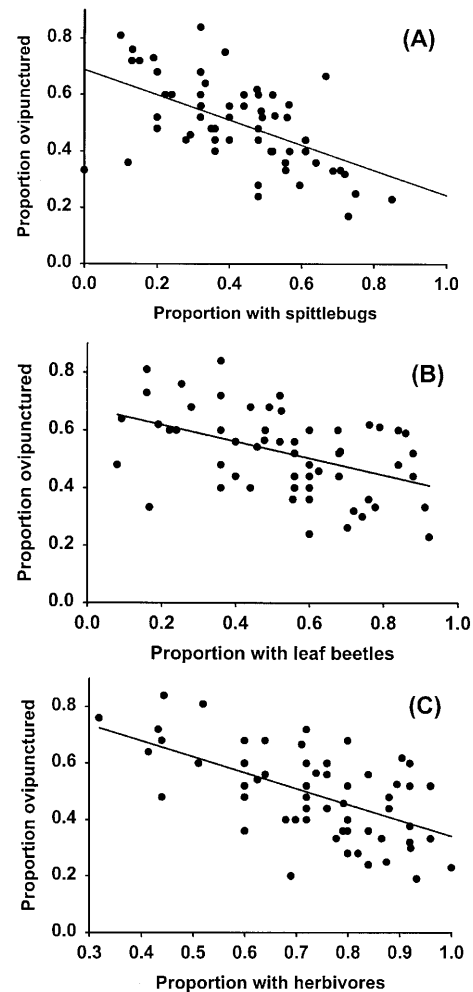 (A)
Proportion ovipunctured
0.8
0.6
0.4
0.2
0.0
0.0 0.2 0.4 0.6 0.8 1.0
Proportion with spittlebugs
(B)
Proportion ovipunctured
0.8
0.6
0.4
0.2
0.0
0.0 0.2 0.4 0.6 0.8 1.0
Proportion with leaf beetles
(C)
Proportion ovipunctured
0.8
0.6
0.4
0.2
0.0
0.3 0.4 0.5 0.6 0.7 0.8 0.9 1.0
Proportion with herbivores